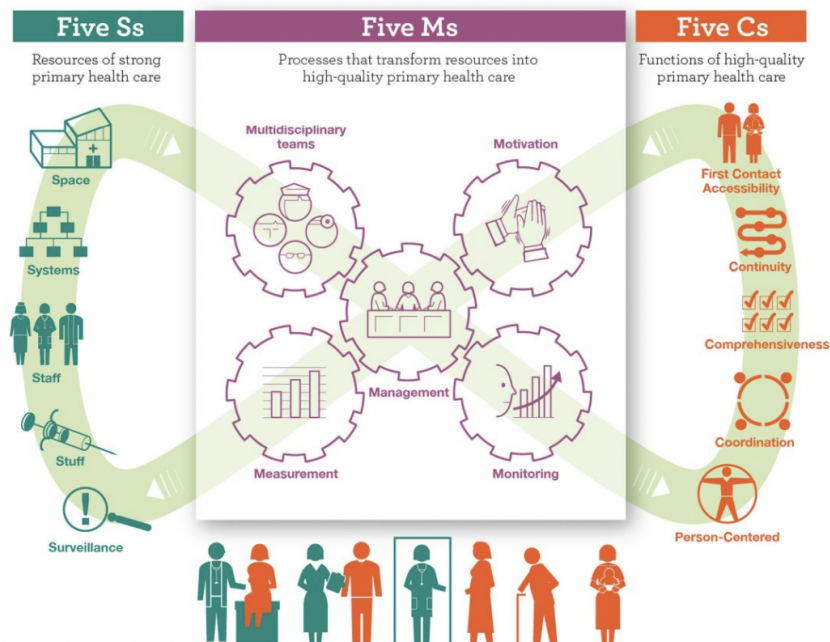 Five Ss
Resources of strong
primary health care
Space
Systems
Staff
Stuff
Surveillance
Five Ms
Processes that transform resources into
high-quality primary health care
Multidisciplinary
teams
Motivation
Management
Measurement
Monitoring
Five Cs
Functions of high-quality
primary health care
First Contact
Accessibility
Continuity
Comprehensiveness
Coordination
Person-Centered